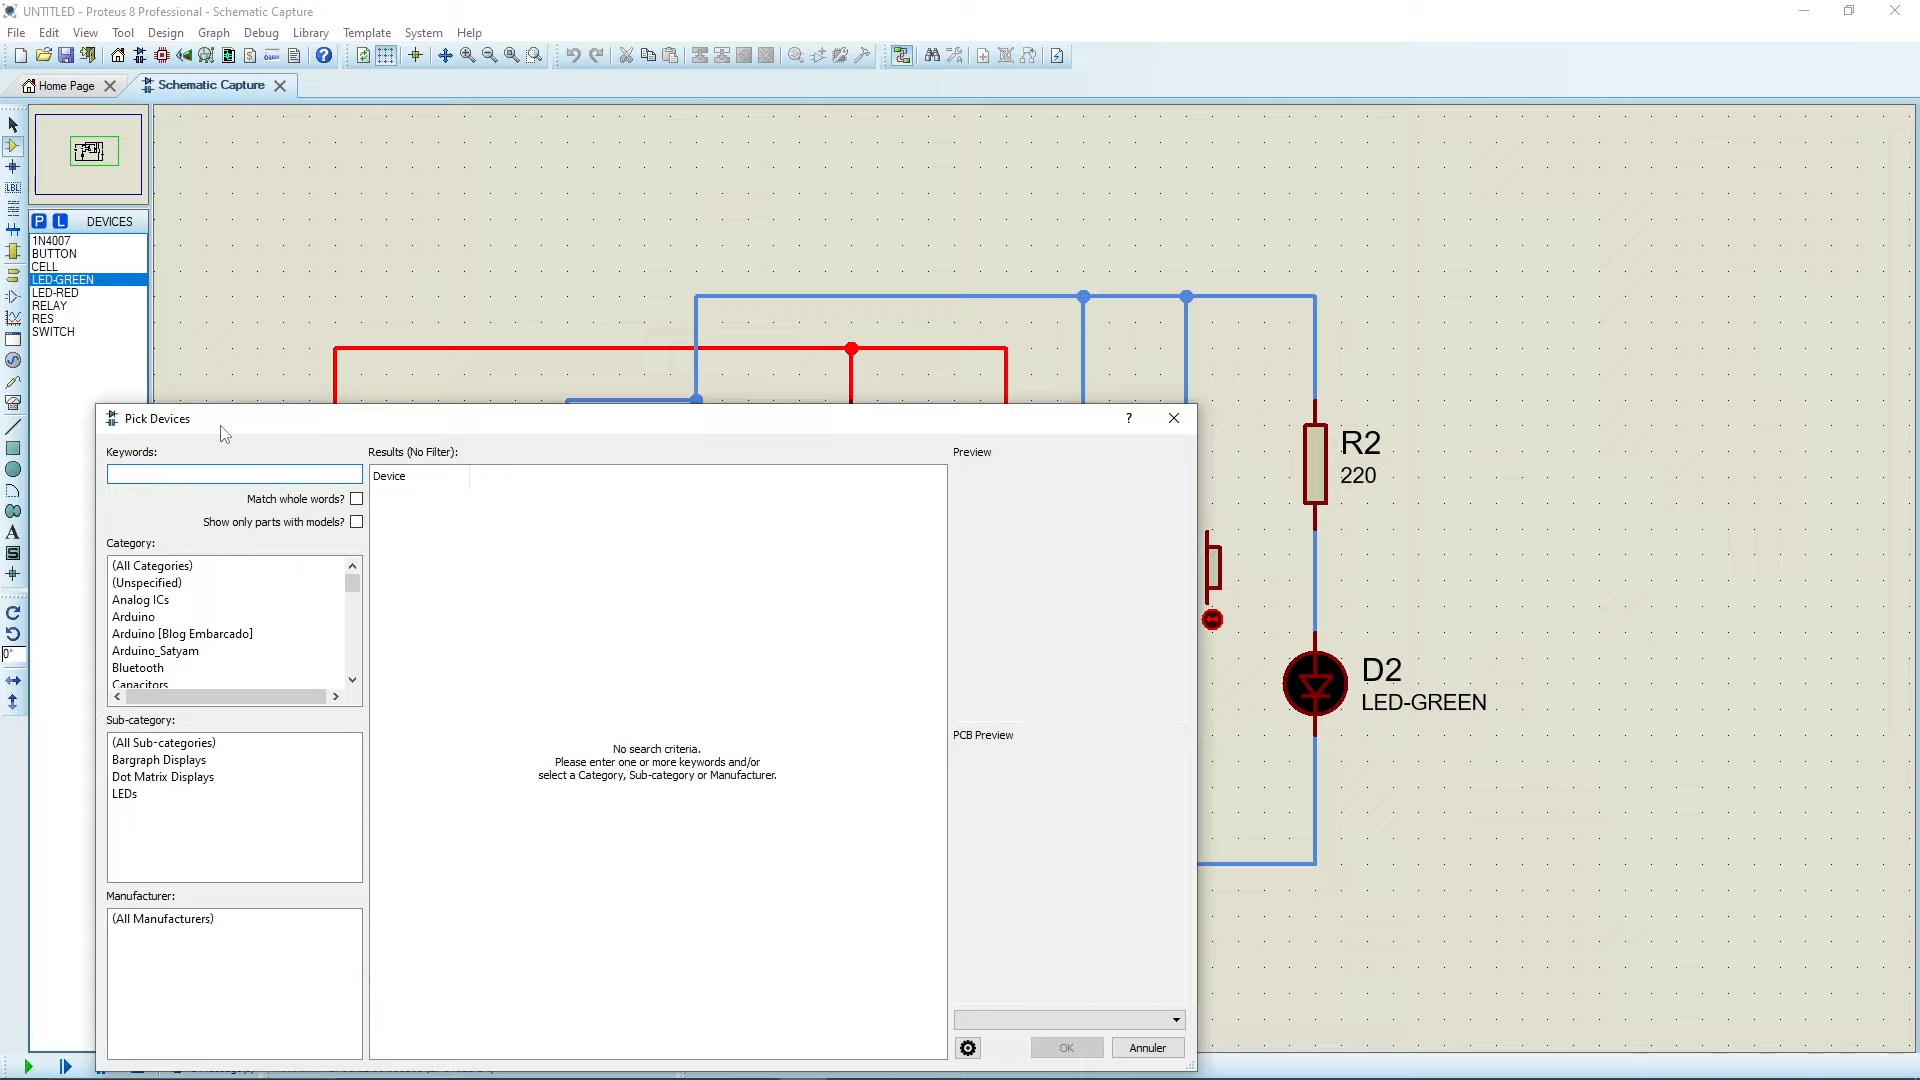 UNTITLED - Proteus 8 Professional - Schematic Capture
File Edit View Tool Design Graph Debug Library Template System Help
Home Page
Schematic Capture
P L DEVICES
1N4007
BUTTON
CELL
LED-GREEN
LED-RED
RELAY
RES
SWITCH
LBL
A
S
0°
Pick Devices
?
Keywords:
Match whole words?
Show only parts with models?
Category:
(All Categories)
(Unspecified)
Analog ICs
Arduino
Arduino [Blog Embarcado]
Arduino_Satyam
Bluetooth
Capacitors
Sub-category:
(All Sub-categories)
Bargraph Displays
Dot Matrix Displays
LEDs
Manufacturer:
(All Manufacturers)
Results (No Filter):
Device
No search criteria.
Please enter one or more keywords and/or
select a Category, Sub-category or Manufacturer.
Preview
PCB Preview
OK
Annuler
R2
220
D2
LED-GREEN